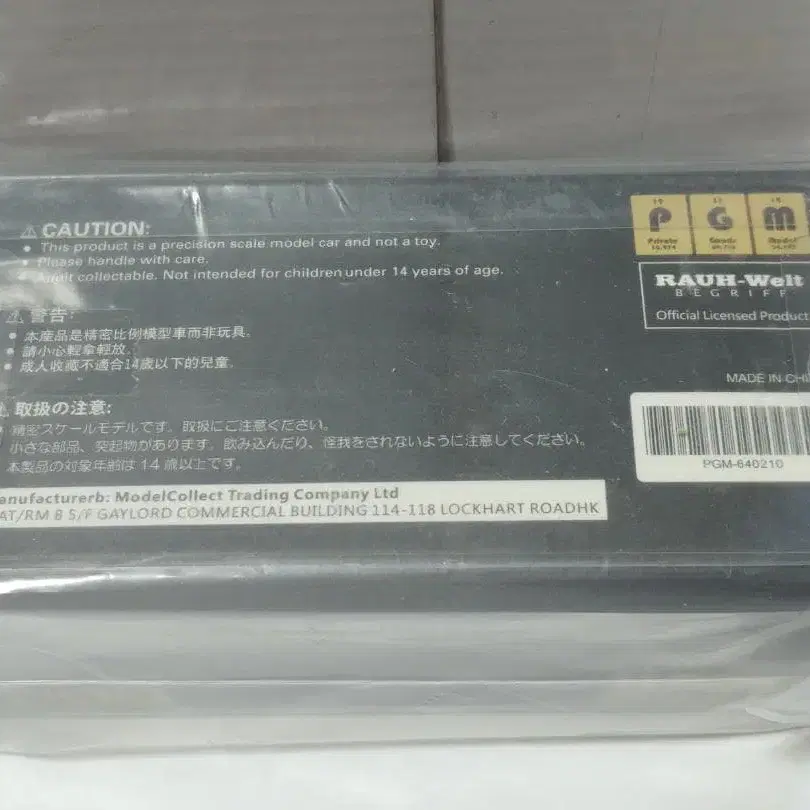 ⚠CAUTION:
• This product is a precision scale model car and not a toy.
• Please handle with care.
• Adult collectable. Not intended for children under 14 years of age.
⚠警告:
• 本産品是精密比例模型車而非玩具。
• 請小心輕拿輕放。
• 成人收藏不適合14歲以下的兒童。
⚠取扱の注意:
精密スケールモデルです。取扱にご注意ください。
小さな部品、突起物があります。飲み込んだり、怪我をされないように注意してください。
本製品の対象年齢は14歳以上です。
anufacturerb: ModelCollect Trading Company Ltd
AT/RM B 5/F GAYLORD COMMERCIAL BUILDING 114-118 LOCKHART ROADHK
P G m
Private Goods Model
RAUH-Welt
BEGRIFF
Official Licensed Product
MADE IN CHI
PGM-640210